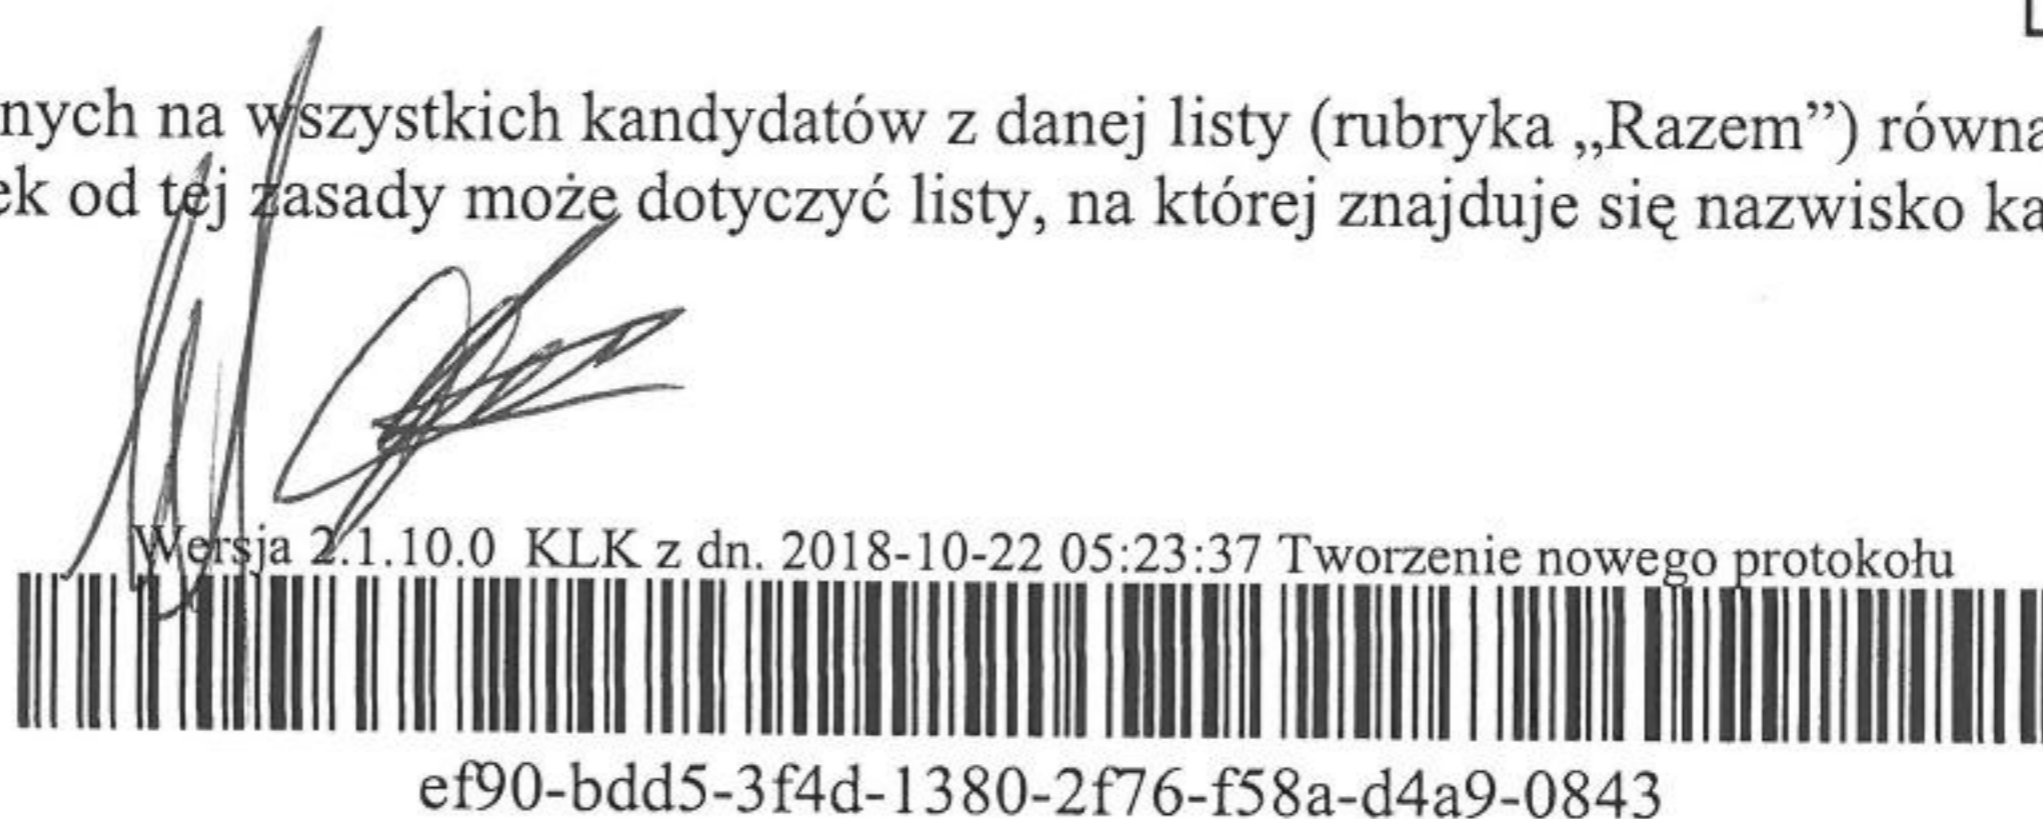 nych na wszystkich kandydatów z danej listy (rubryka „Razem”) równa
ek od tej zasady może dotyczyć listy, na której znajduje się nazwisko ka
Wersja 2.1.10.0 KLK z dn. 2018-10-22 05:23:37 Tworzenie nowego protokołu
ef90-bdd5-3f4d-1380-2f76-f58a-d4a9-0843